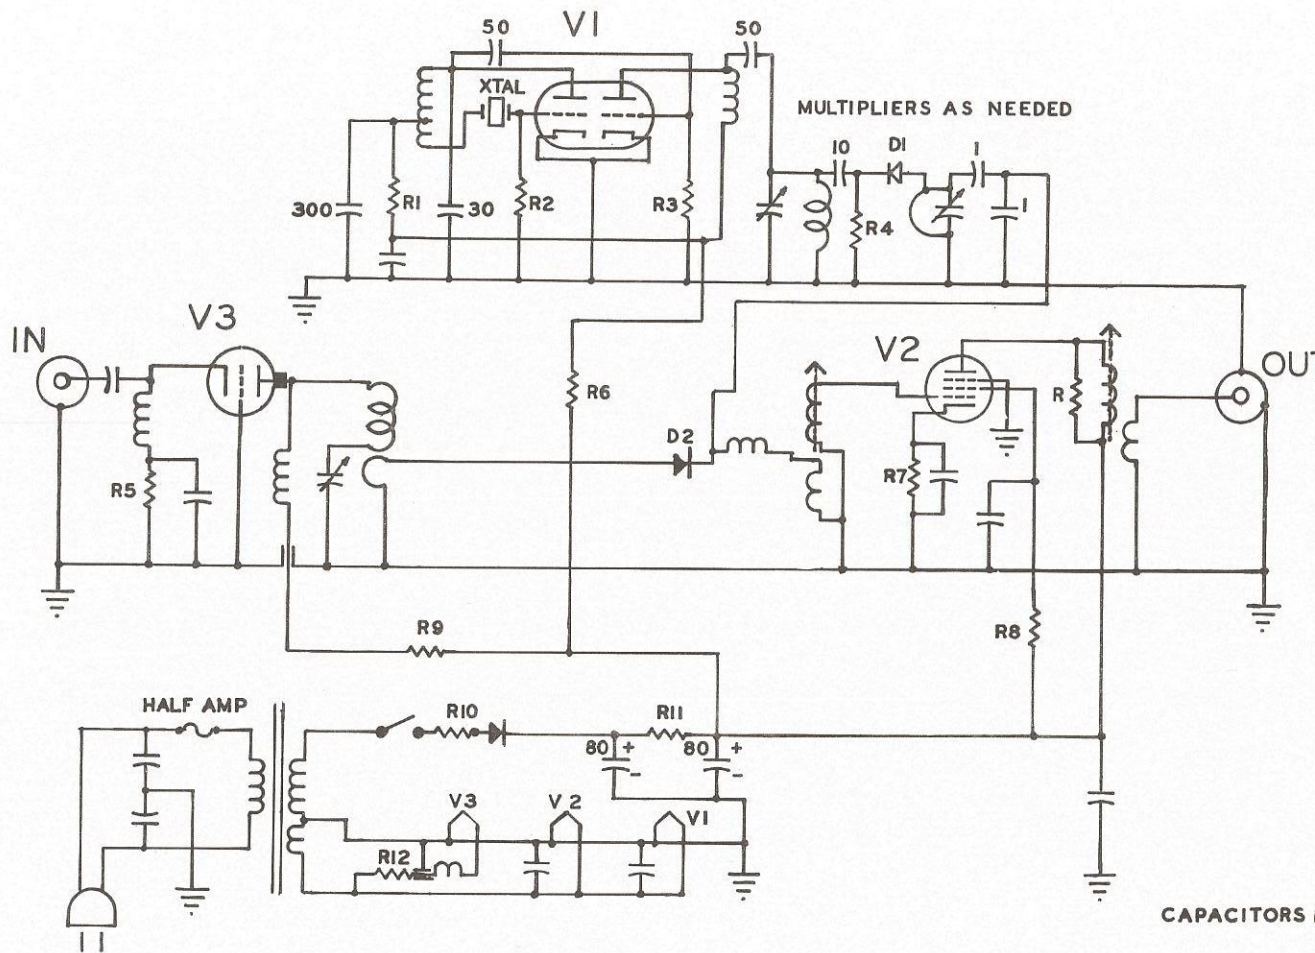 V1
50
50
XTAL
MULTIPLIERS AS NEEDED
10
D1
1
300
R1
30
R2
R3
R4
1
V3
IN
V2
OUT
R6
R
D2
R5
R7
R9
R8
HALF AMP
R10
R11
80
+
-
80
+
-
V3
V2
V1
R12
CAPACITORS